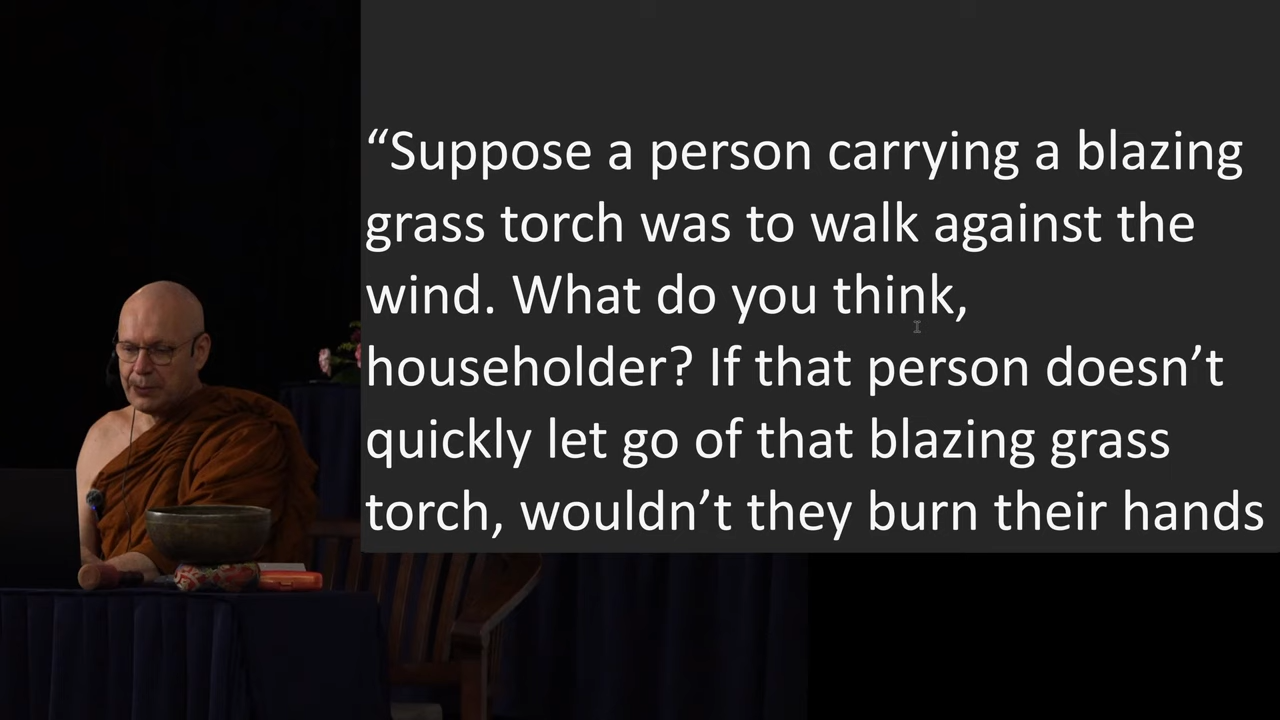 “Suppose a person carrying a blazing
grass torch was to walk against the
wind. What do you think,
householder? If that person doesn’t
quickly let go of that blazing grass
torch, wouldn’t they burn their hands